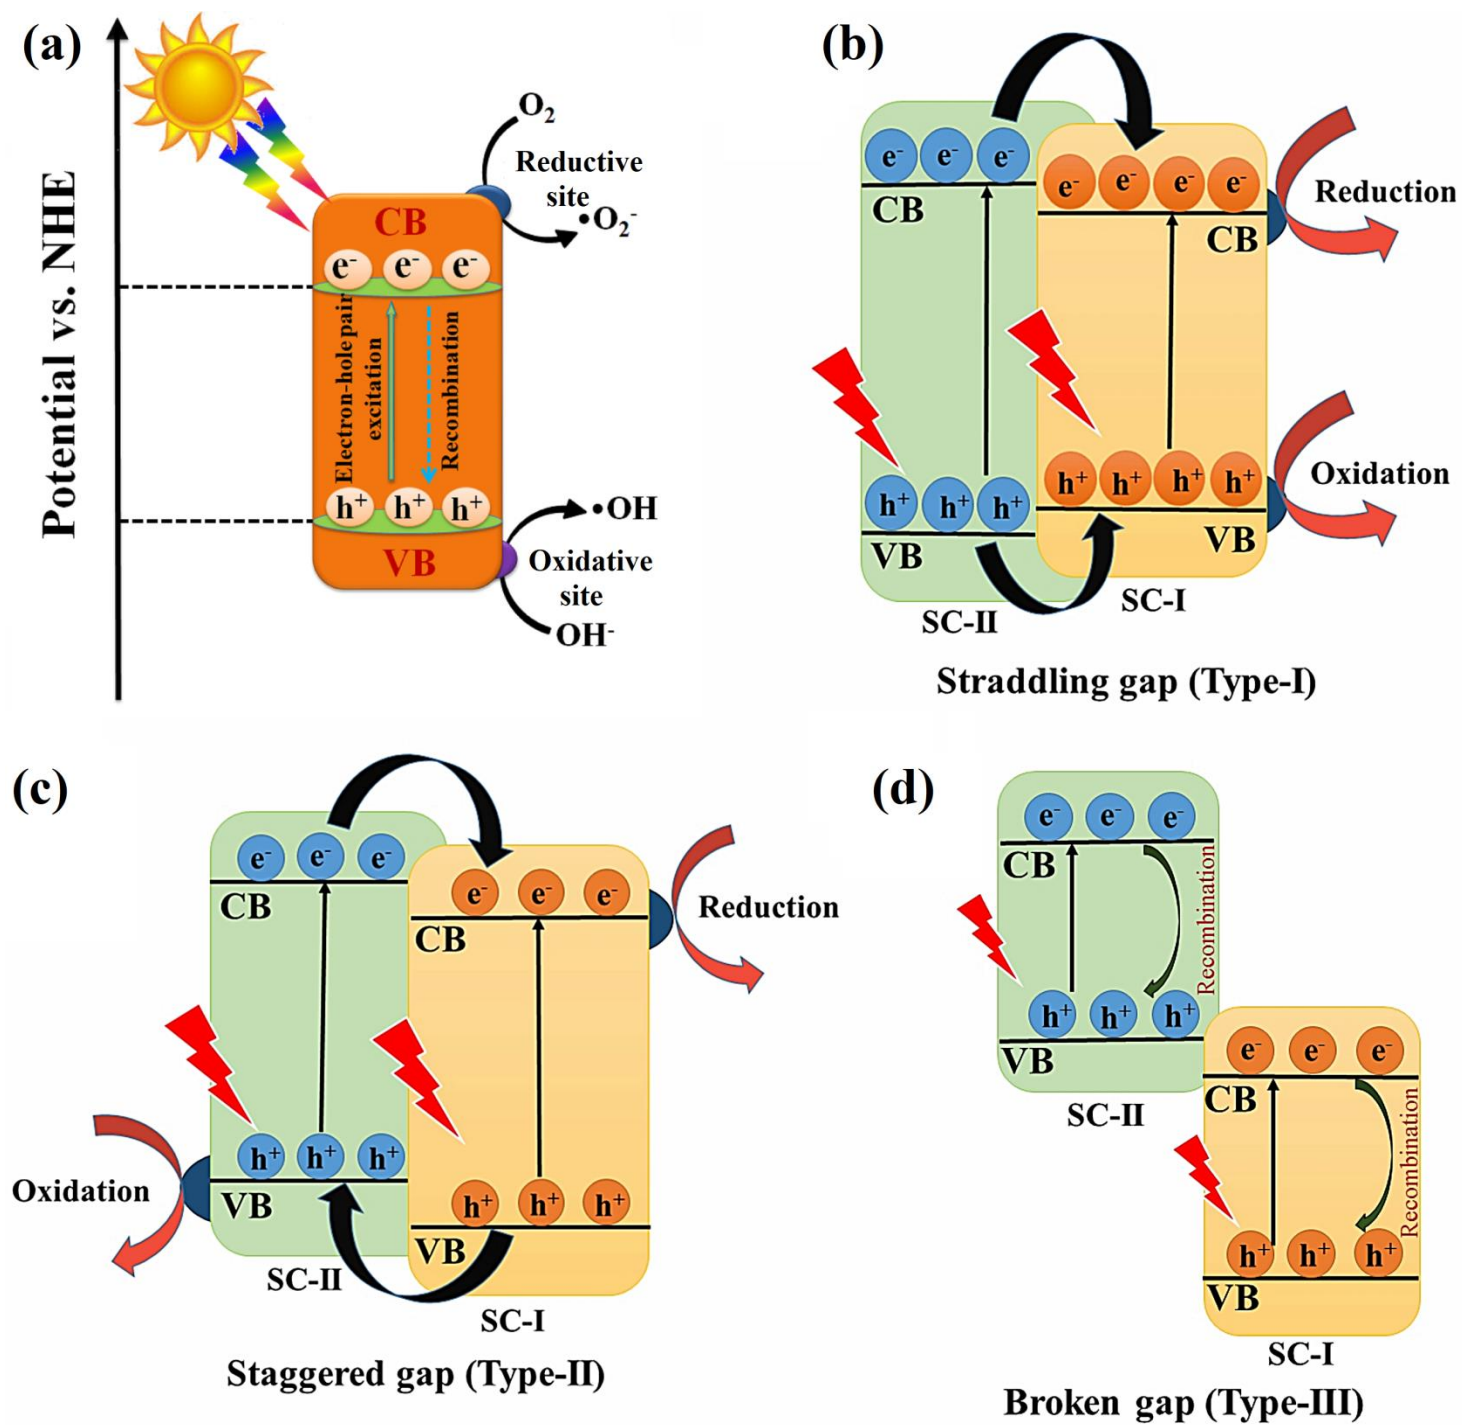 (a)
Potential vs. NHE
O₂
Reductive
site
•O₂⁻
CB
e⁻ e⁻ e⁻
Electron-hole pair
excitation
Recombination
h⁺ h⁺ h⁺
VB
•OH
Oxidative
site
OH⁻
(b)
e⁻ e⁻ e⁻
CB
e⁻ e⁻ e⁻ e⁻
CB
Reduction
h⁺ h⁺ h⁺
VB
h⁺ h⁺ h⁺ h⁺
VB
Oxidation
SC-II
SC-I
Straddling gap (Type-I)
(c)
e⁻ e⁻ e⁻
CB
e⁻ e⁻ e⁻
CB
Reduction
h⁺ h⁺ h⁺
VB
Oxidation
h⁺ h⁺ h⁺
VB
SC-II
SC-I
Staggered gap (Type-II)
(d)
e⁻ e⁻ e⁻
CB
Recombination
h⁺ h⁺ h⁺
VB
SC-II
e⁻ e⁻ e⁻
CB
Recombination
h⁺ h⁺ h⁺
VB
SC-I
Broken gap (Type-III)